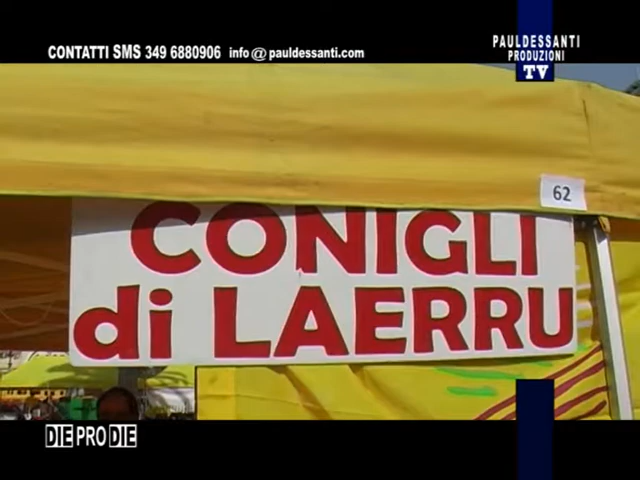 CONTATTI SMS 349 6880906 info@pauldessanti.com
PAULDESSANTI
PRODUZIONI
TV
62
CONIGLI
di LAERRU
DIE PRO DIE